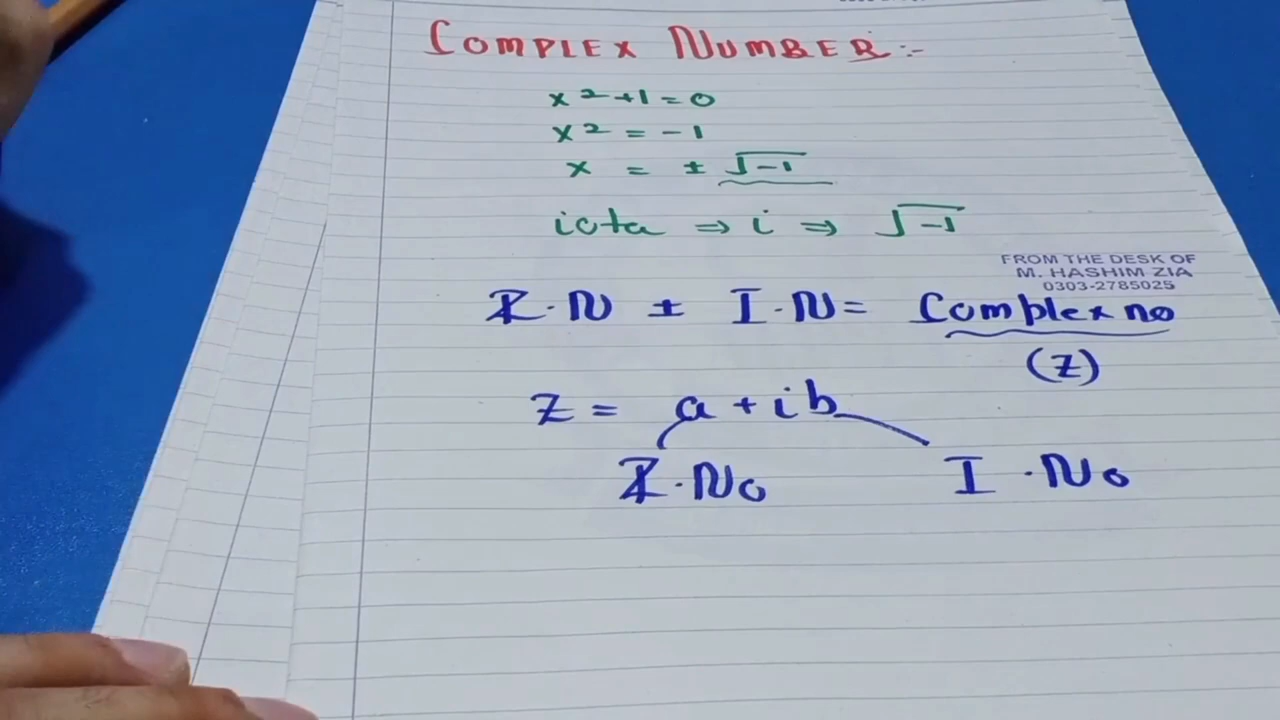 COMPLEX NUMBER:-
x²+1=0
x² = -1
x = ± √-1
iota ⇒ i ⇒ √-1
FROM THE DESK OF
M. HASHIM ZIA
0303-2785025
R.N ± I.N = Complex no
(Z)
Z = a + ib
R.No I.No